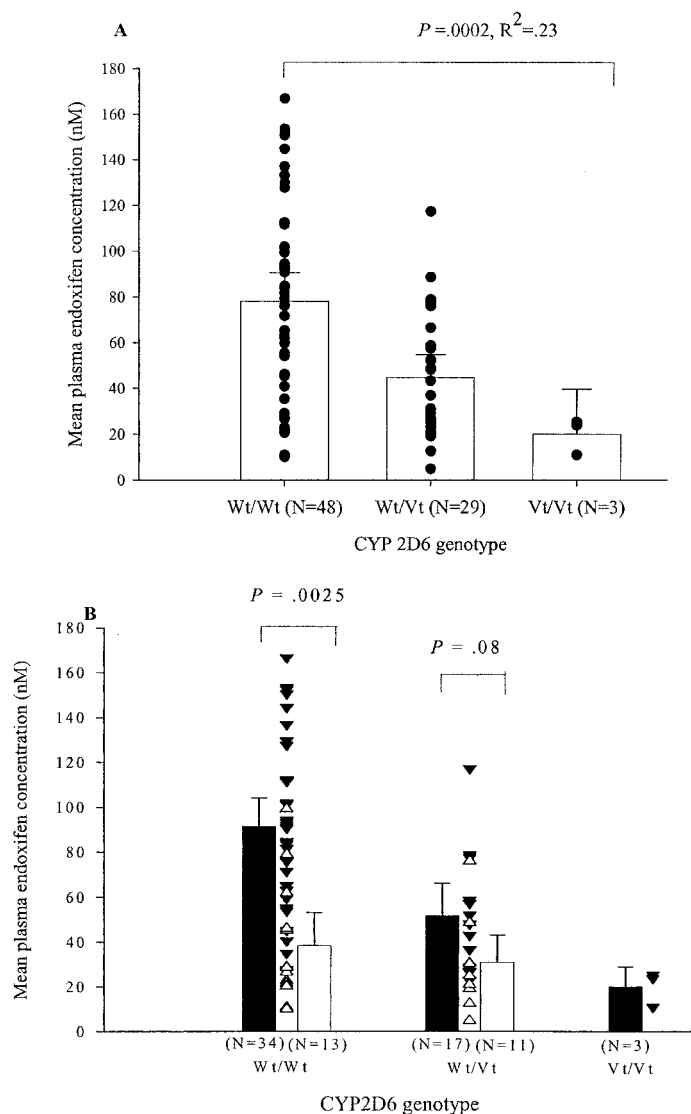 A
P =.0002, R2=.23
Mean plasma endoxifen concentration (nM)
180
160
140
120
100
80
60
40
20
0
Wt/Wt (N=48) Wt/Vt (N=29) Vt/Vt (N=3)
CYP 2D6 genotype
B
P = .0025
P = .08
Mean plasma endoxifen concentration (nM)
180
160
140
120
100
80
60
40
20
0
(N=34) (N=13) (N=17) (N=11) (N=3)
Wt/Wt Wt/Vt Vt/Vt
CYP2D6 genotype